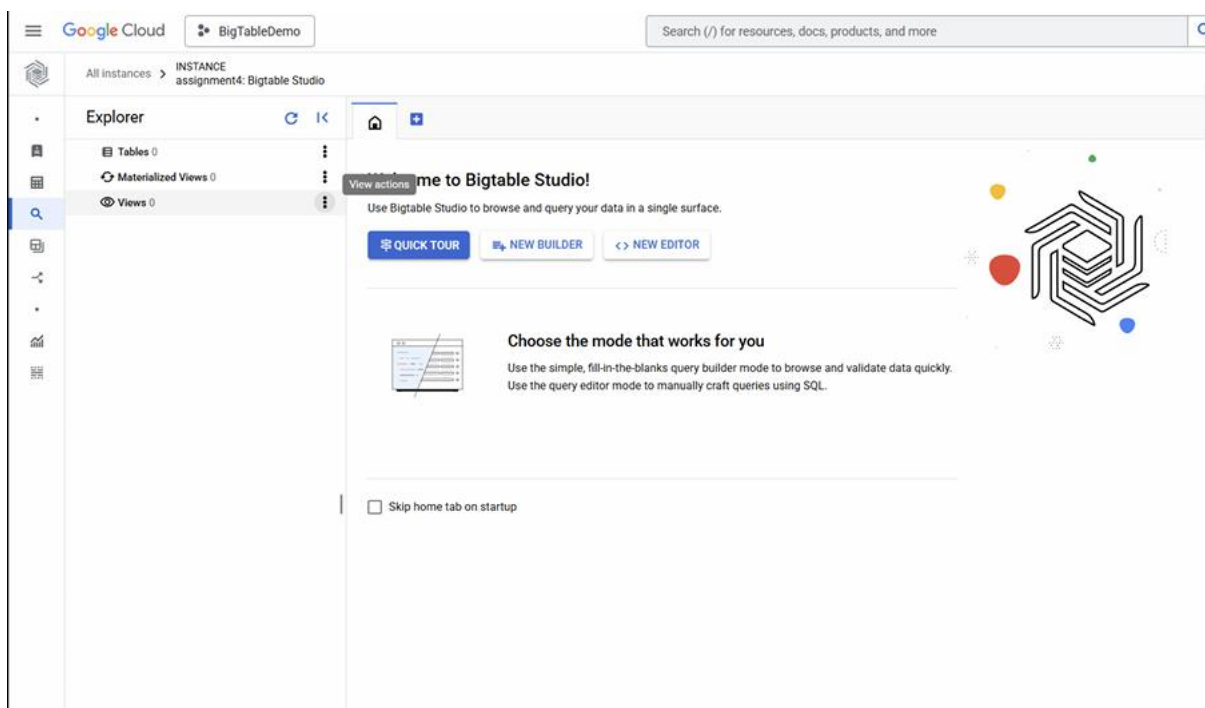 Google Cloud
BigTableDemo
Search (/) for resources, docs, products, and more
All instances
INSTANCE
assignment4: Bigtable Studio
Explorer
Tables 0
Materialized Views 0
Views 0
View actions
me to Bigtable Studio!
Use Bigtable Studio to browse and query your data in a single surface.
QUICK TOUR
NEW BUILDER
NEW EDITOR
Choose the mode that works for you
Use the simple, fill-in-the-blanks query builder mode to browse and validate data quickly.
Use the query editor mode to manually craft queries using SQL.
Skip home tab on startup